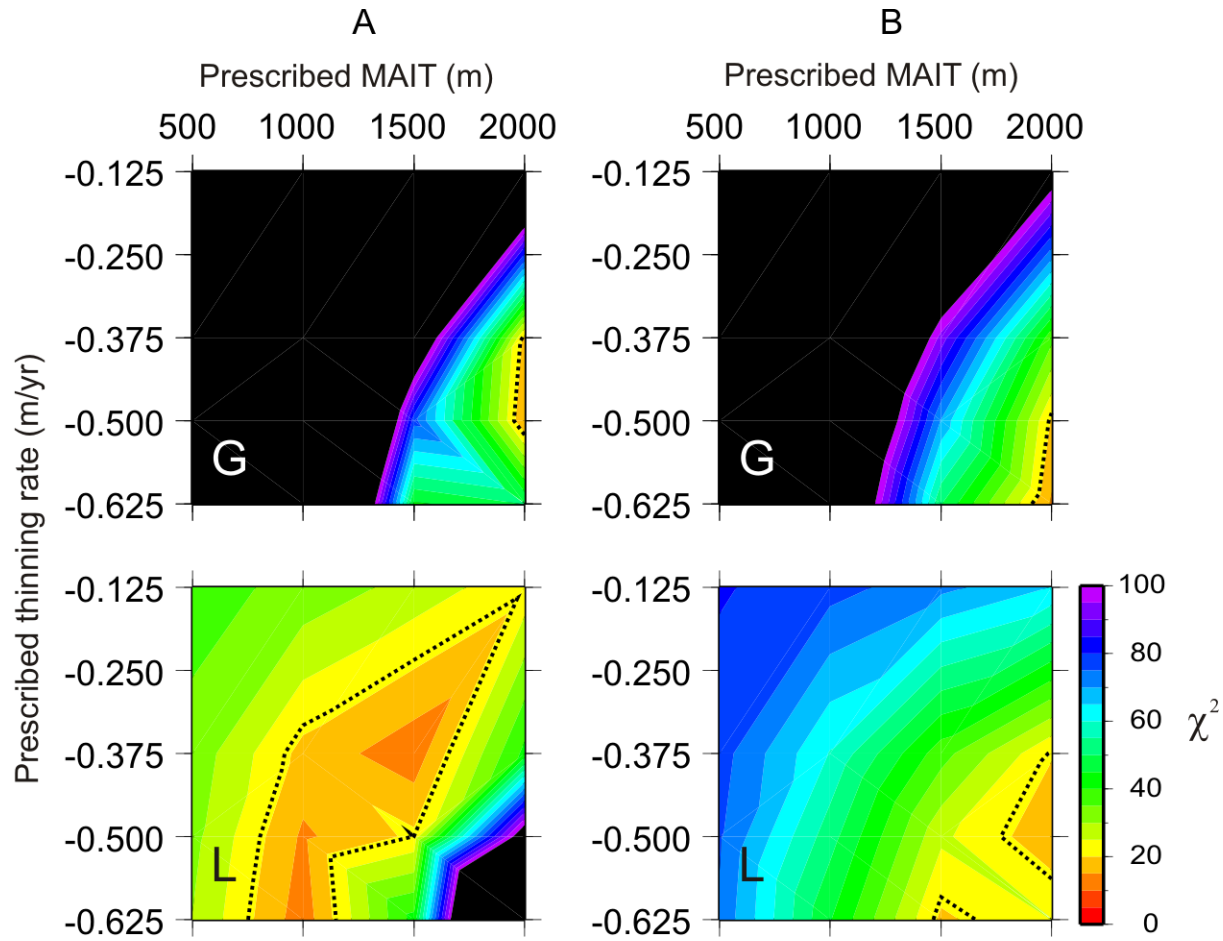 A B
Prescribed MAIT (m) Prescribed MAIT (m)
500 1000 1500 2000 500 1000 1500 2000
Prescribed thinning rate (m/yr)
-0.125 -0.125
-0.250 -0.250
-0.375 -0.375
-0.500 -0.500
G G
-0.625 -0.625
-0.125 -0.125 100
-0.250 -0.250 80
60 χ²
-0.375 -0.375 40
-0.500 -0.500 20
L L
-0.625 -0.625 0